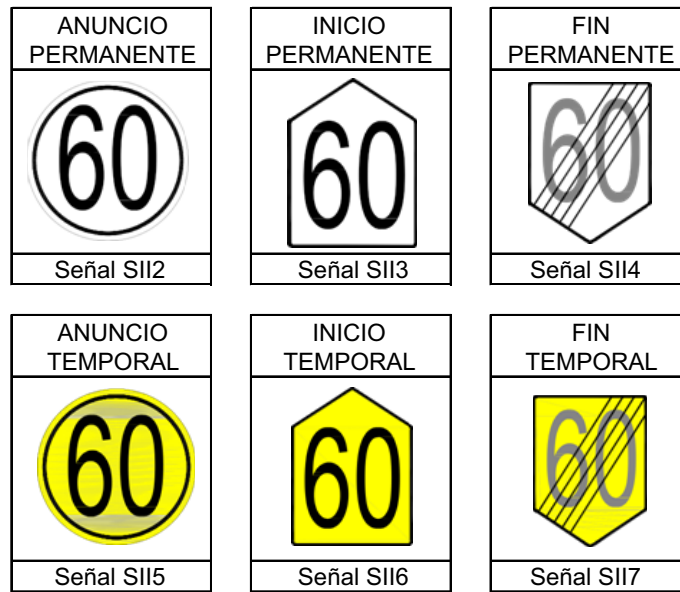 ANUNCIO
PERMANENTE
60
Señal SII2
INICIO
PERMANENTE
60
Señal SII3
FIN
PERMANENTE
60
Señal SII4
ANUNCIO
TEMPORAL
60
Señal SII5
INICIO
TEMPORAL
60
Señal SII6
FIN
TEMPORAL
60
Señal SII7